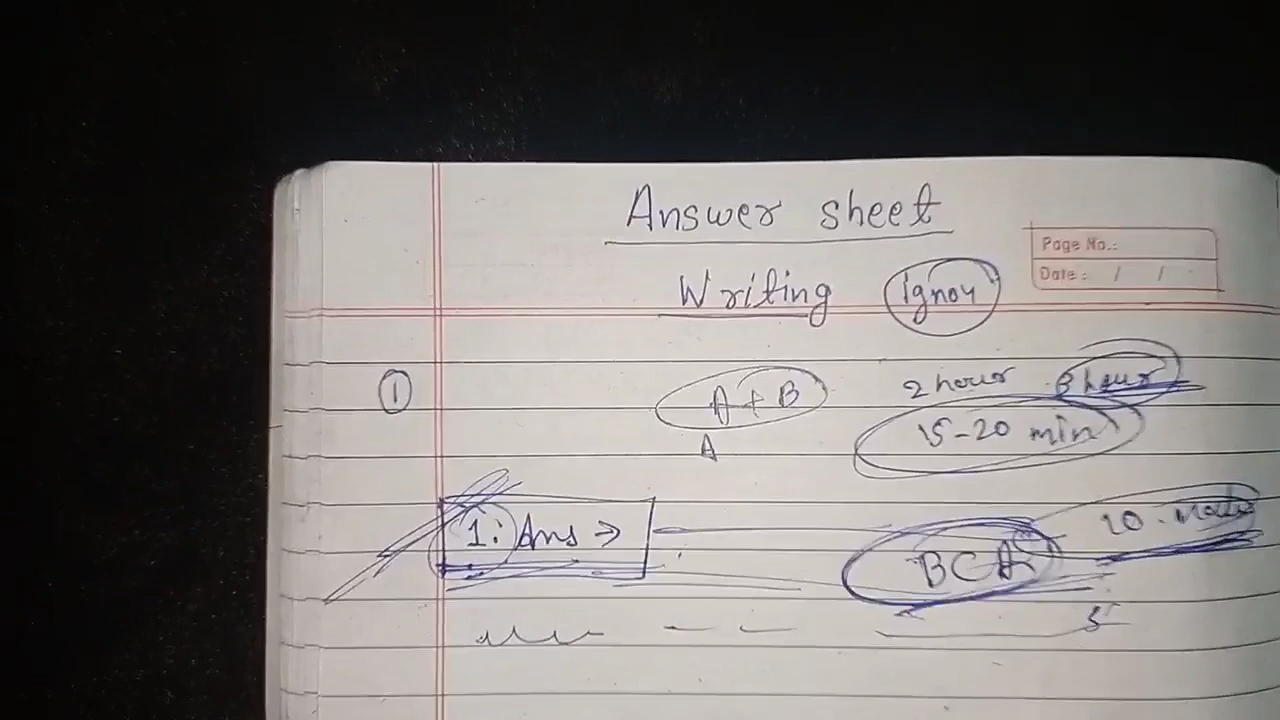 Answer sheet
Page No.:
Date: / /
Writing Ignou
1 A + B 2 hour 3 hour
A 15-20 min
1: Ans → 10 Marks
BCA
5